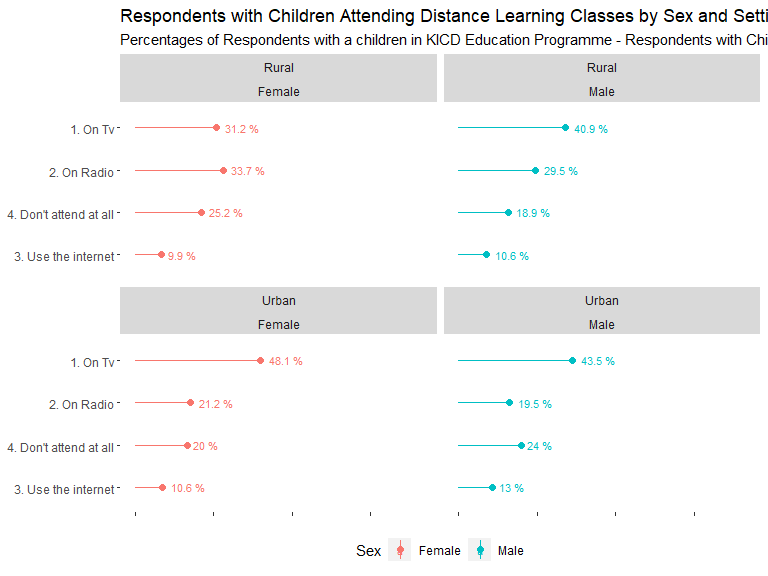 Respondents with Children Attending Distance Learning Classes by Sex and Setti
Percentages of Respondents with a children in KICD Education Programme - Respondents with Chi
Rural
Female
Rural
Male
1. On Tv
31.2 %
40.9 %
2. On Radio
33.7 %
29.5 %
4. Don't attend at all
25.2 %
18.9 %
3. Use the internet
9.9 %
10.6 %
Urban
Female
Urban
Male
1. On Tv
48.1 %
43.5 %
2. On Radio
21.2 %
19.5 %
4. Don't attend at all
20 %
24 %
3. Use the internet
10.6 %
13 %
Sex
Female
Male